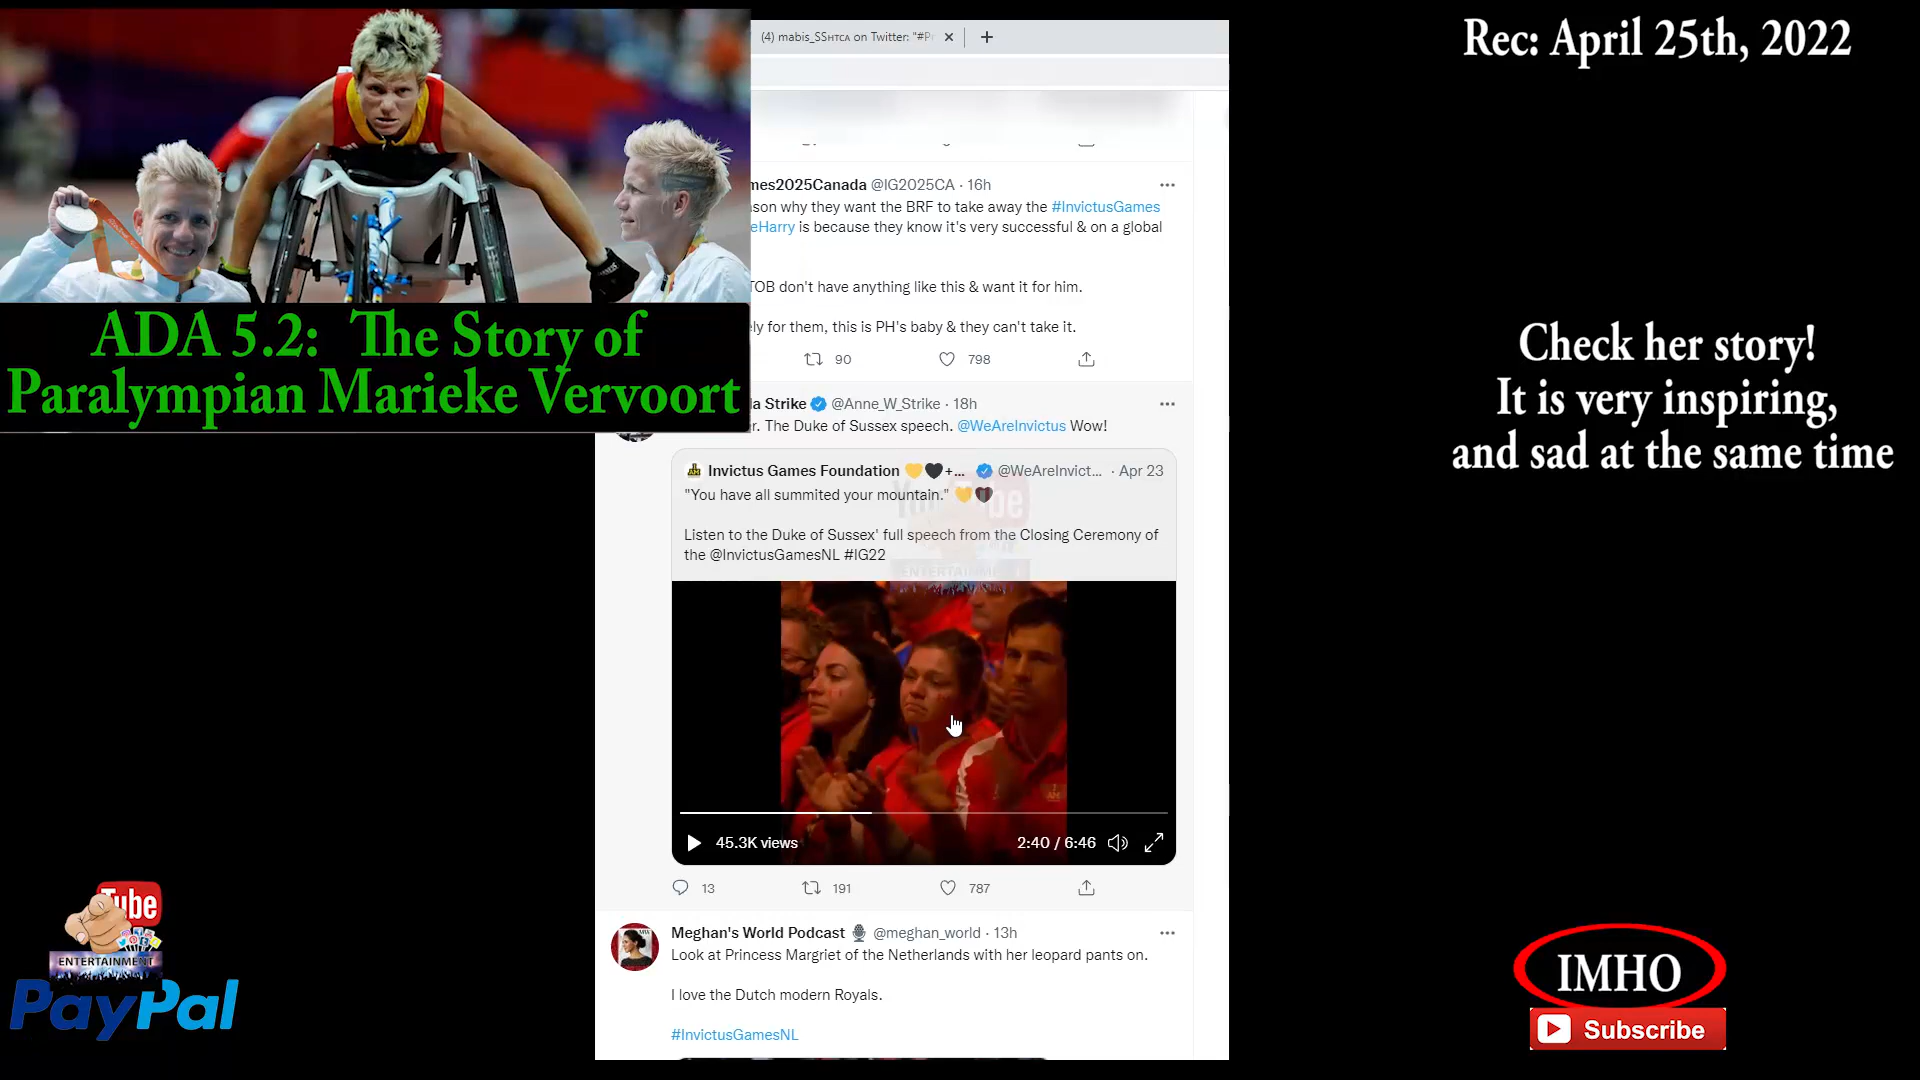 (4) mabis_SSHTCA on Twitter: "#P
Rec: April 25th, 2022
mes2025Canada @IG2025CA · 16h
ason why they want the BRF to take away the #InvictusGames
eHarry is because they know it's very successful & on a global
TOB don't have anything like this & want it for him.
ely for them, this is PH's baby & they can't take it.
90 798
ADA 5.2: The Story of
Paralympian Marieke Vervoort
Check her story!
It is very inspiring,
and sad at the same time
la Strike @Anne_W_Strike · 18h
r. The Duke of Sussex speech. @WeAreInvictus Wow!
Invictus Games Foundation 💛🖤+... @WeAreInvict... · Apr 23
"You have all summited your mountain." 💛🖤
Listen to the Duke of Sussex' full speech from the Closing Ceremony of
the @InvictusGamesNL #IG22
ENTERTAINMENT
45.3K views 2:40 / 6:46
13 191 787
Meghan's World Podcast @meghan_world · 13h
Look at Princess Margriet of the Netherlands with her leopard pants on.
I love the Dutch modern Royals.
#InvictusGamesNL
Tube
ENTERTAINMENT
PayPal
IMHO
Subscribe